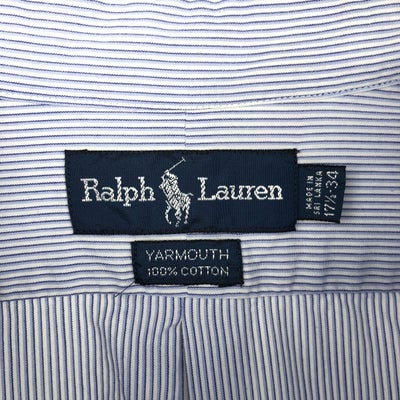 Ralph Lauren
MADE IN
SRI LANKA
17½-34
YARMOUTH
100% COTTON